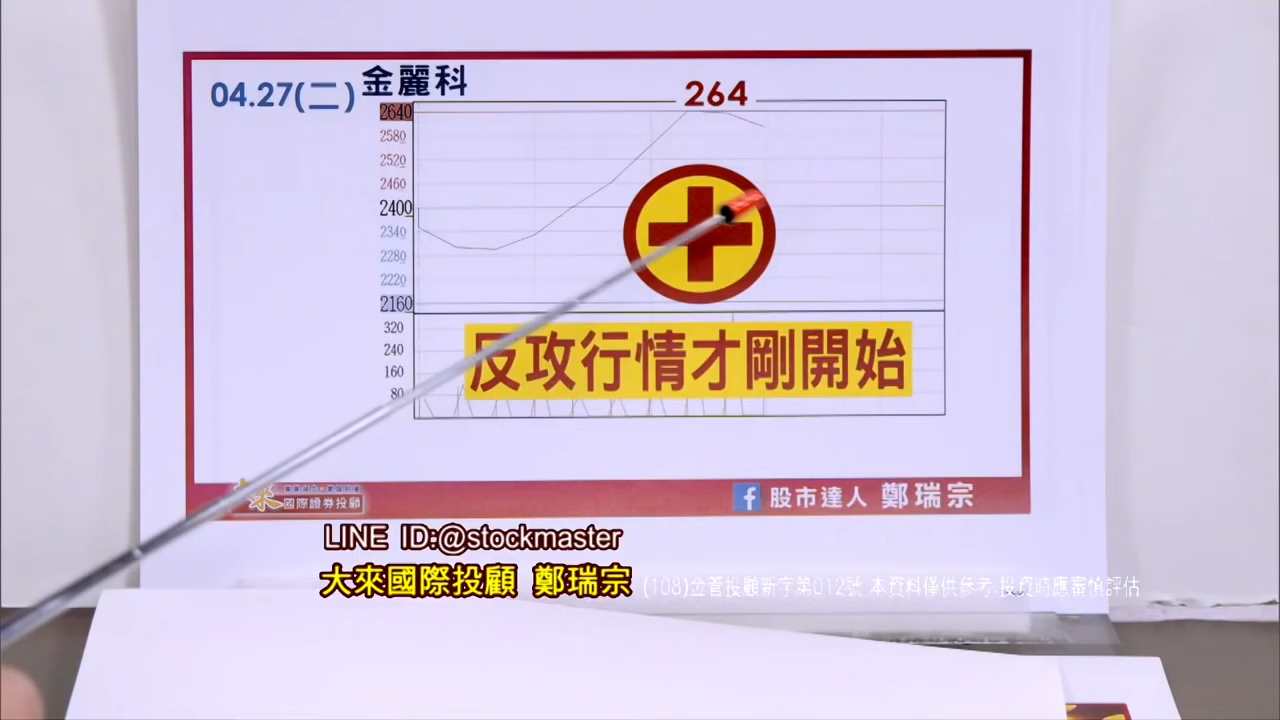 04.27(二)
金麗科
264
2640
2580
2520
2460
2400
2340
2280
2220
2160
320
240
160
80
反攻行情才剛開始
國際證券投顧
f 股市達人 鄭瑞宗
LINE ID:@stockmaster
大來國際投顧 鄭瑞宗 (108)金管投顧新字第012號 本資料僅供參考.投資時應審慎評估